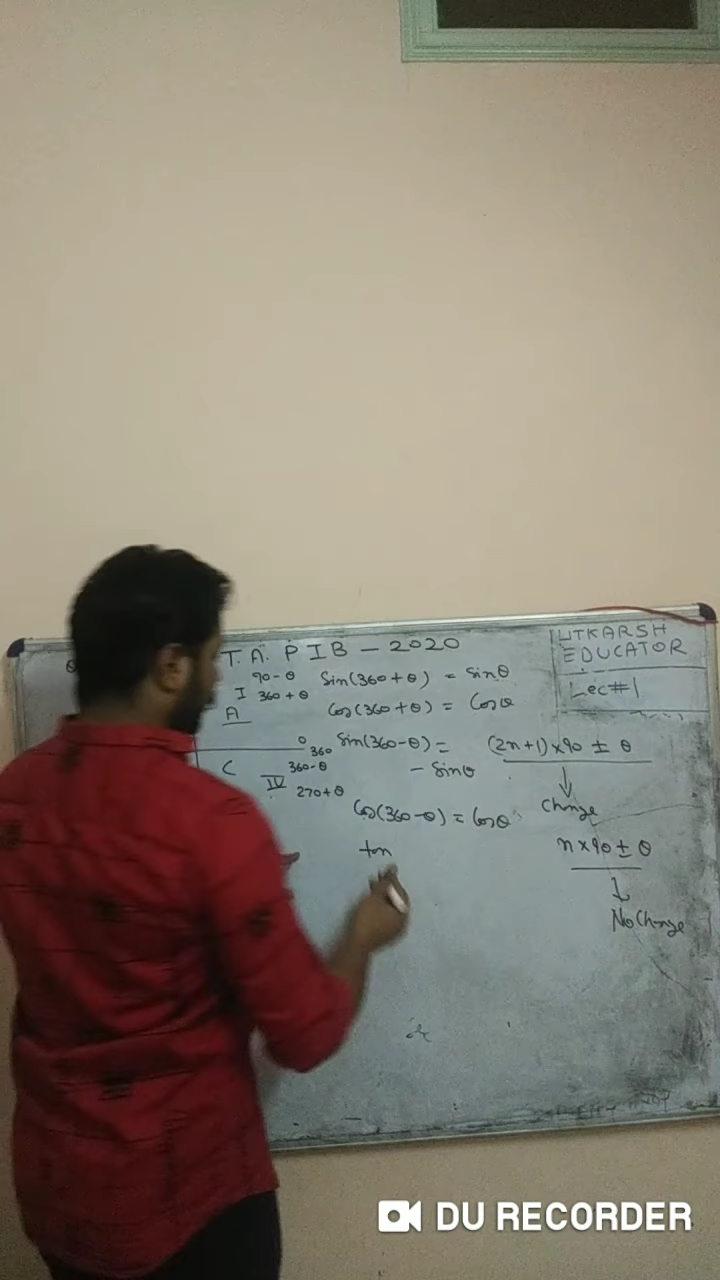 T.A. PIB - 2020
UTKARSH
EDUCATOR
Lec#1
90 - θ
I 360 + θ
A
Sin(360+θ) = sinθ
Cos(360+θ) = Cosθ
0
360
C
IV
360-θ
270+θ
Sin(360-θ) =
- Sinθ
Cos(360-θ) = Cosθ
tan
(2n+1)×90 ± θ
↓
Change
n×90 ± θ
↓
No Change
DU RECORDER